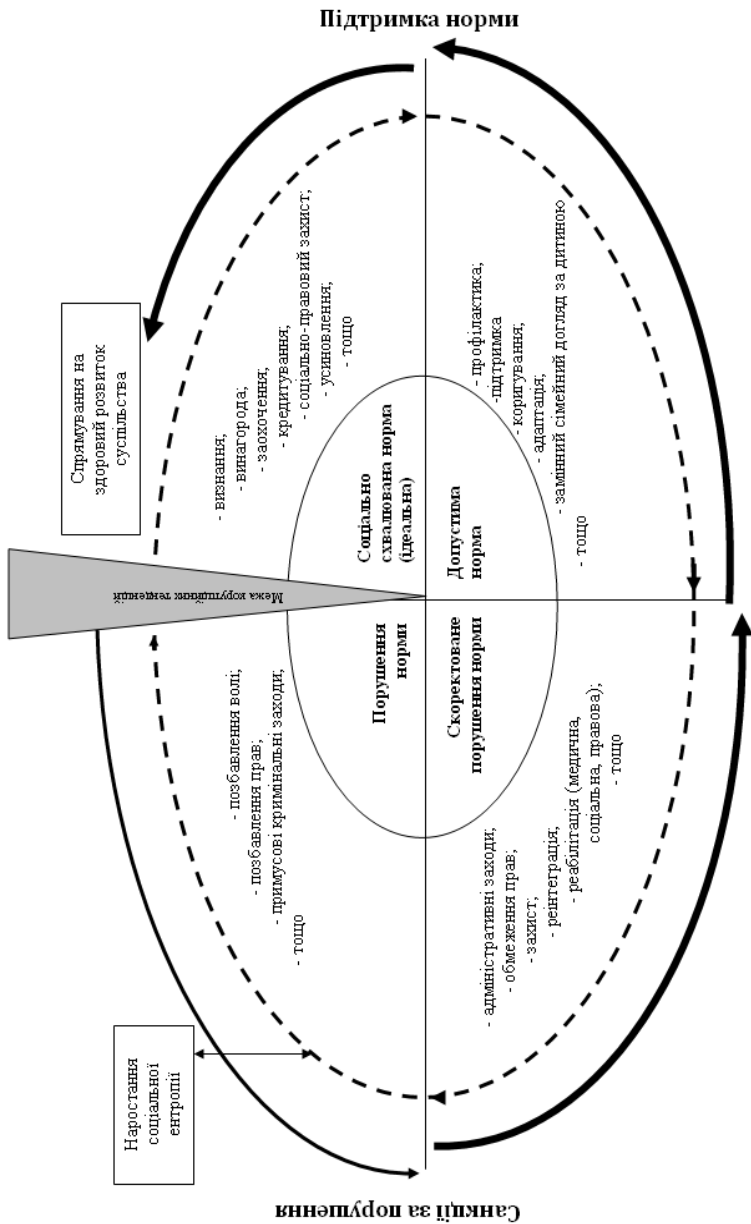 Підтримка норми
Спрямування на
здоровий розвиток
суспільства
- визнання;
- винагорода;
- заохочення;
- кредитування;
- соціально-правовий захист;
- усиновлення;
- тощо
- профілактика;
-підтримка
- коригування;
- адаптація;
- замінний сімейний догляд за дитиною
- тощо
Соціально
схвалювана норма
(ідеальна)
Допустима
норма
Межа корупційних тенденцій
Порушення
норми
Скоректоване
порушення норми
- позбавлення волі;
- позбавлення прав;
- примусові кримінальні заходи;
- тощо
- адміністративні заходи;
- обмеження прав;
- захист;
- реінтеграція;
- реабілітація (медична,
соціальна, правова);
- тощо
Наростання
соціальної
ентропії
Санкції за порушення